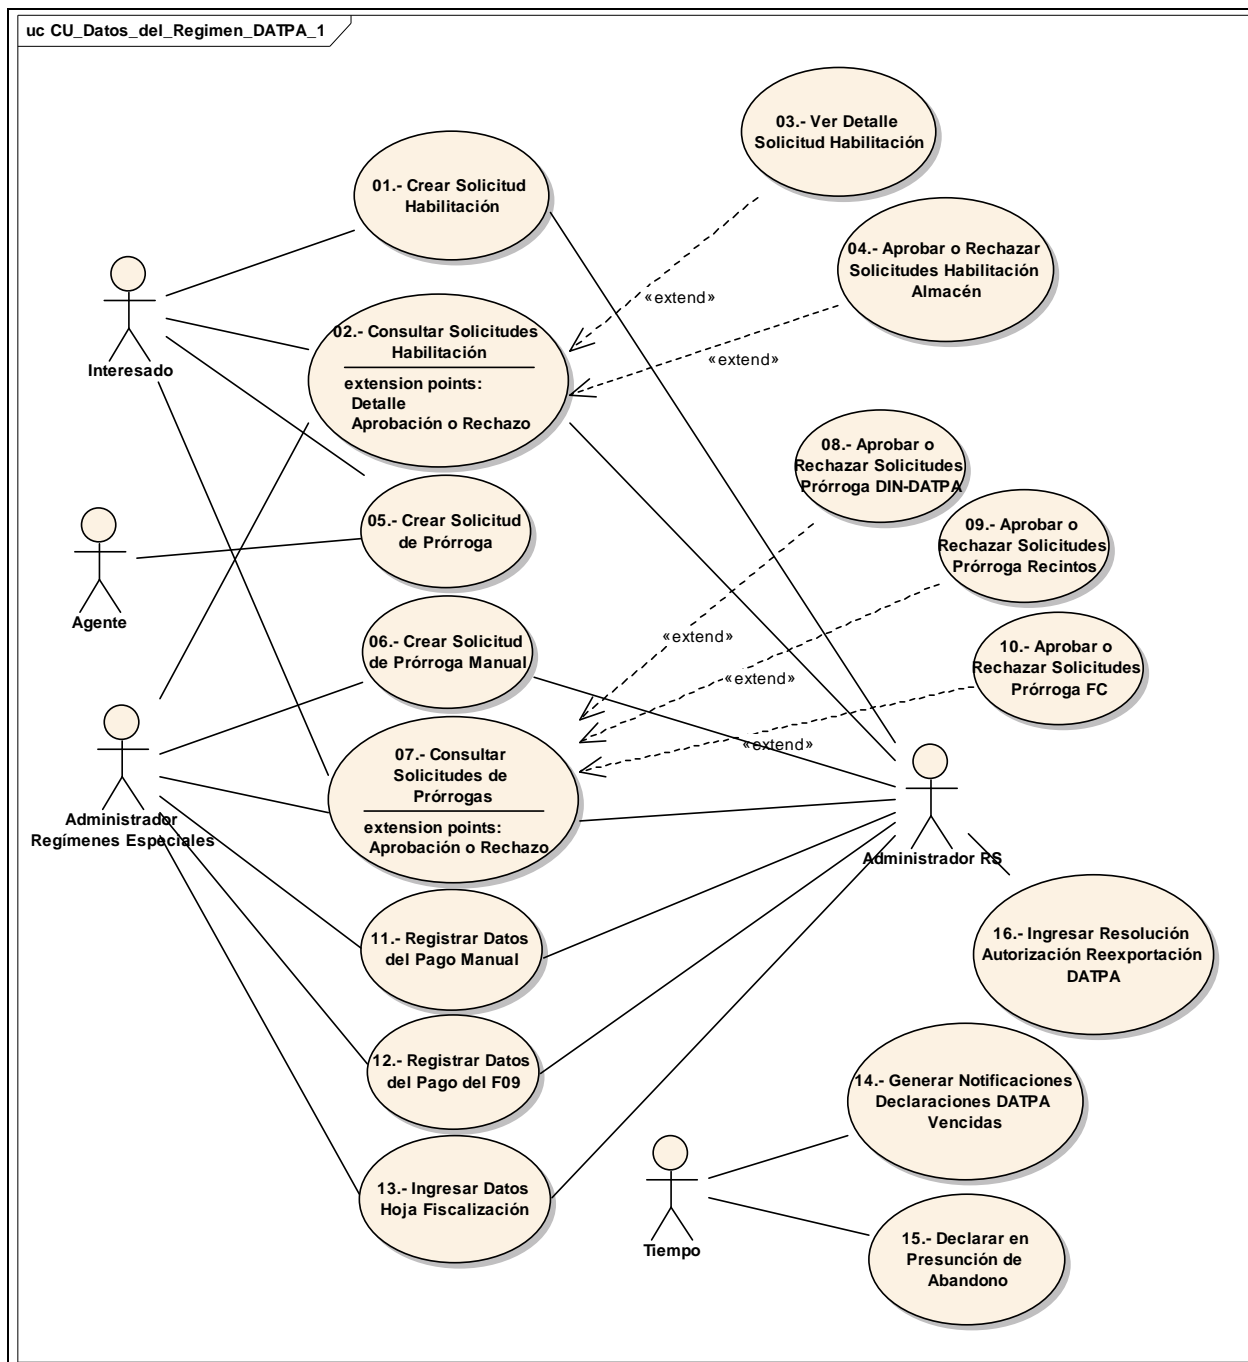 uc CU_Datos_del_Regimen_DATPA_1
03.- Ver Detalle
Solicitud Habilitación
01.- Crear Solicitud
Habilitación
04.- Aprobar o Rechazar
Solicitudes Habilitación
Almacén
«extend»
02.- Consultar Solicitudes
Habilitación
extension points:
Detalle
Aprobación o Rechazo
«extend»
Interesado
08.- Aprobar o
Rechazar Solicitudes
Prórroga DIN-DATPA
05.- Crear Solicitud
de Prórroga
09.- Aprobar o
Rechazar Solicitudes
Prórroga Recintos
Agente
06.- Crear Solicitud
de Prórroga Manual
«extend»
10.- Aprobar o
Rechazar Solicitudes
Prórroga FC
«extend»
«extend»
07.- Consultar
Solicitudes de
Prórrogas
extension points:
Aprobación o Rechazo
Administrador
Regímenes Especiales
Administrador RS
11.- Registrar Datos
del Pago Manual
16.- Ingresar Resolución
Autorización Reexportación
DATPA
12.- Registrar Datos
del Pago del F09
14.- Generar Notificaciones
Declaraciones DATPA
Vencidas
13.- Ingresar Datos
Hoja Fiscalización
Tiempo
15.- Declarar en
Presunción de
Abandono